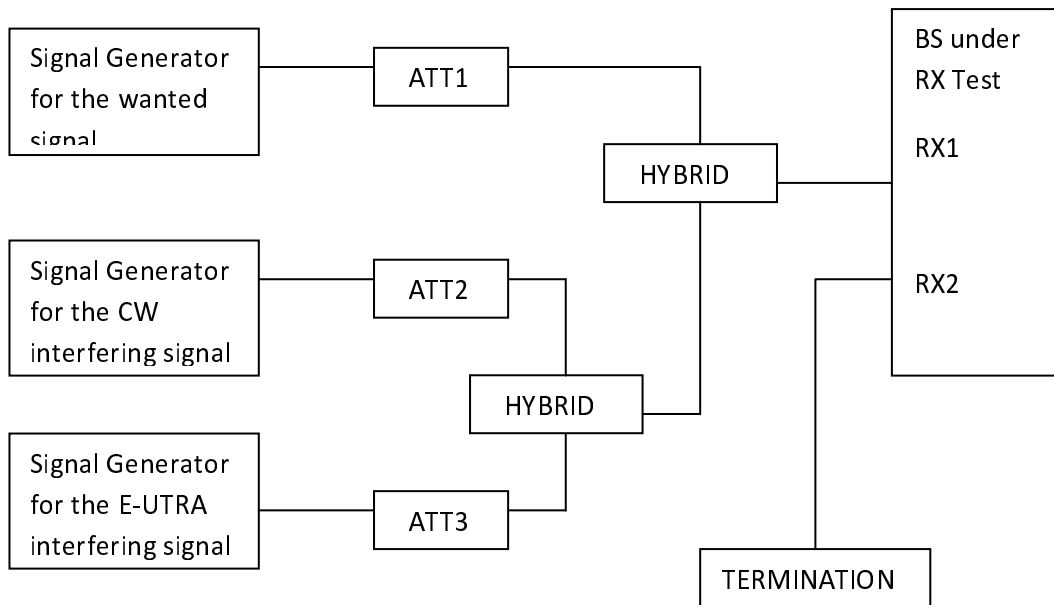 Signal Generator
for the wanted
signal
ATT1
HYBRID
BS under
RX Test
RX1
RX2
Signal Generator
for the CW
interfering signal
ATT2
HYBRID
Signal Generator
for the E-UTRA
interfering signal
ATT3
TERMINATION